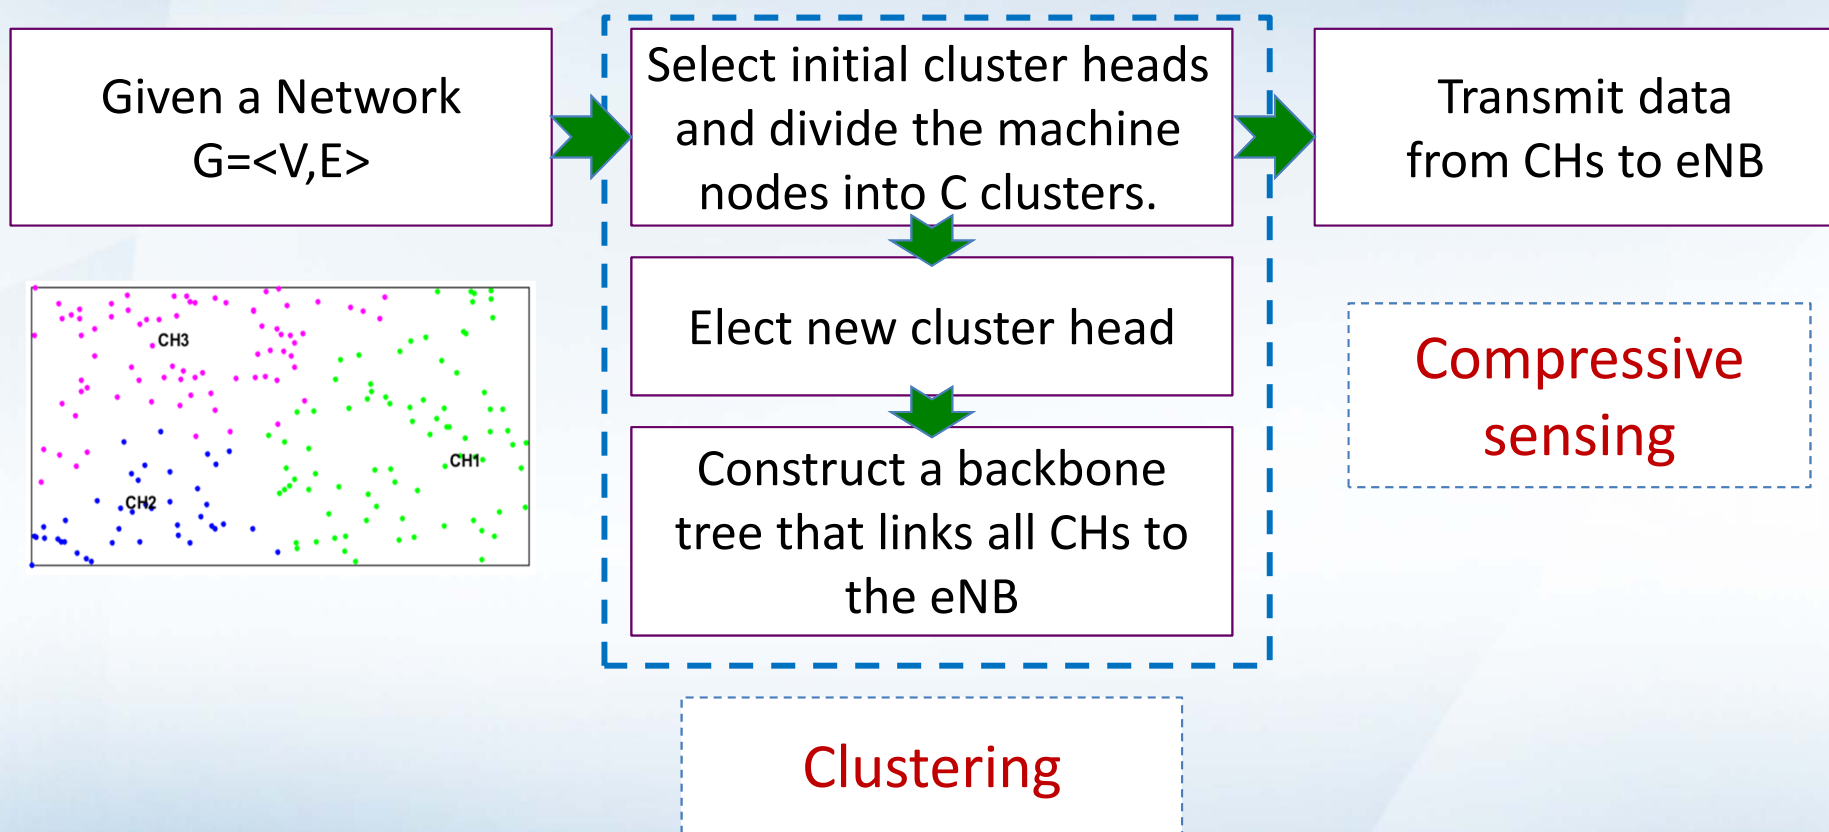 Given a Network
G=<V,E>
Select initial cluster heads
and divide the machine
nodes into C clusters.
Transmit data
from CHs to eNB
Elect new cluster head
Construct a backbone
tree that links all CHs to
the eNB
CH3
CH1
CH2
Compressive
sensing
Clustering